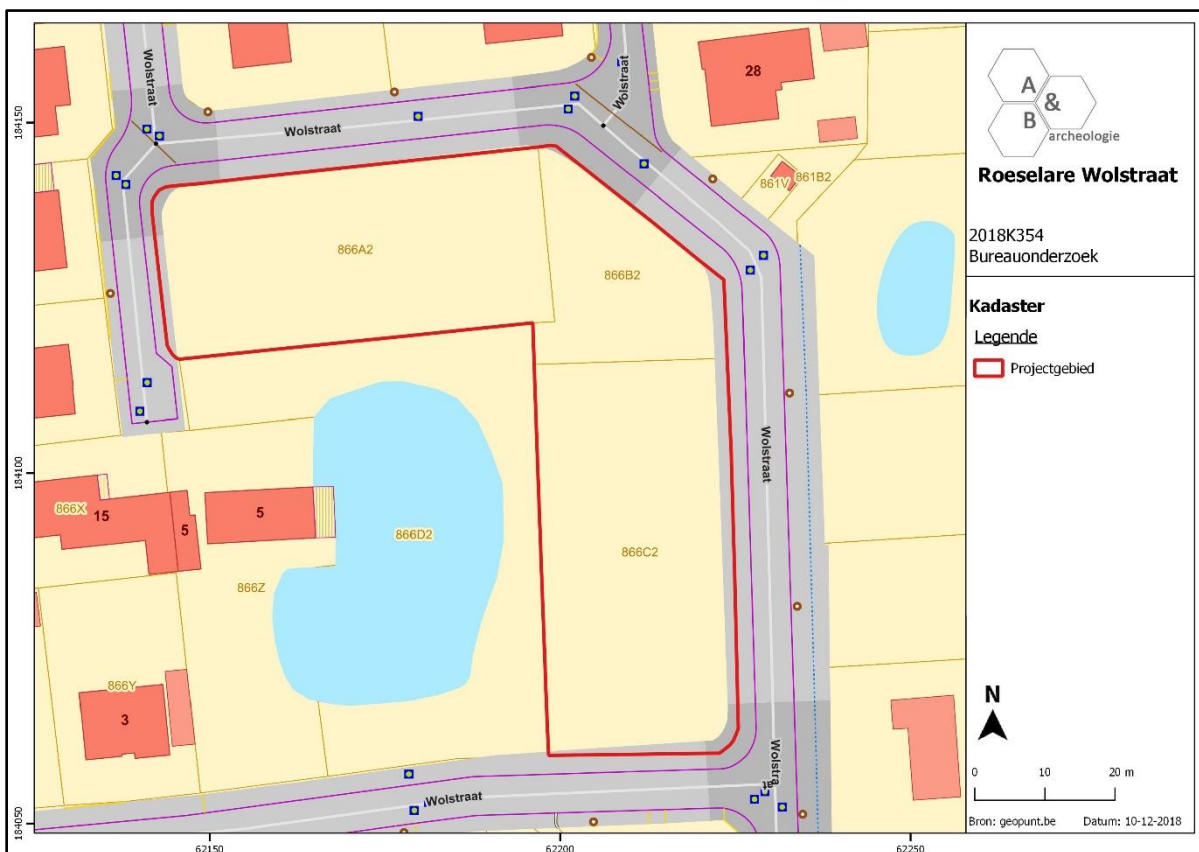 Wolstraat
Wolstraat
Wolstraat
28
184150
861V
861B2
866A2
866B2
184100
866X
15
5
5
866D2
866C2
Wolstraat
866Z
866Y
3
Wolstraat
Wolstra
at
184050
62150
62200
62250
A
&
B
archeologie
Roeselare Wolstraat
2018K354
Bureauonderzoek
Kadaster
Legende
Projectgebied
N
0 10 20 m
Bron: geopunt.be Datum: 10-12-2018